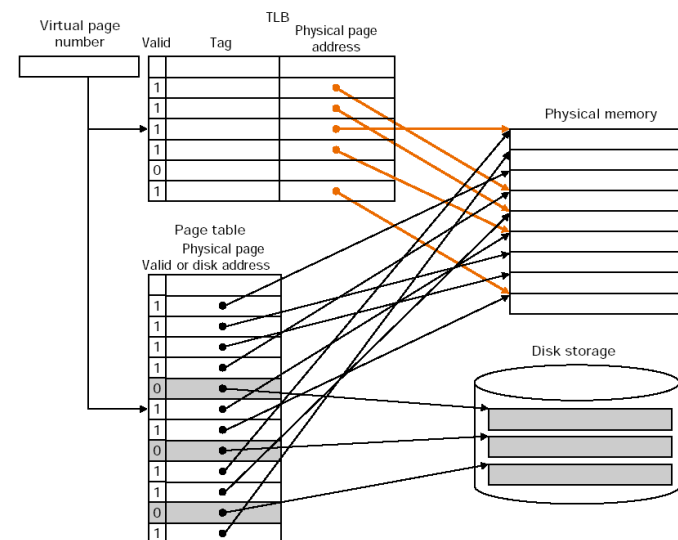 TLB
Virtual page
number
Valid
Tag
Physical page
address
1
1
1
1
0
1
Physical memory
Page table
Physical page
Valid or disk address
1
1
1
1
0
1
1
0
1
1
0
1
Disk storage